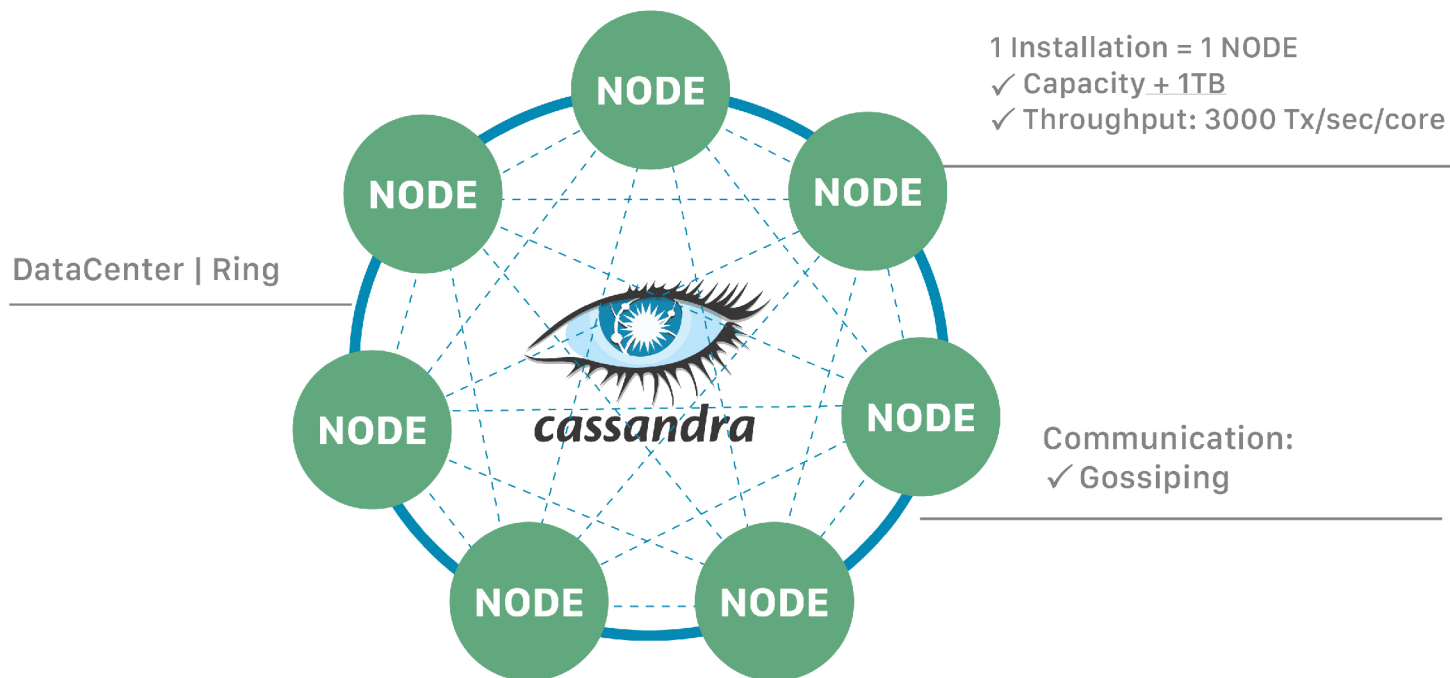 1 Installation = 1 NODE
✓ Capacity + 1TB
✓ Throughput: 3000 Tx/sec/core
NODE
NODE
NODE
DataCenter | Ring
NODE
NODE
cassandra
Communication:
✓ Gossiping
NODE
NODE